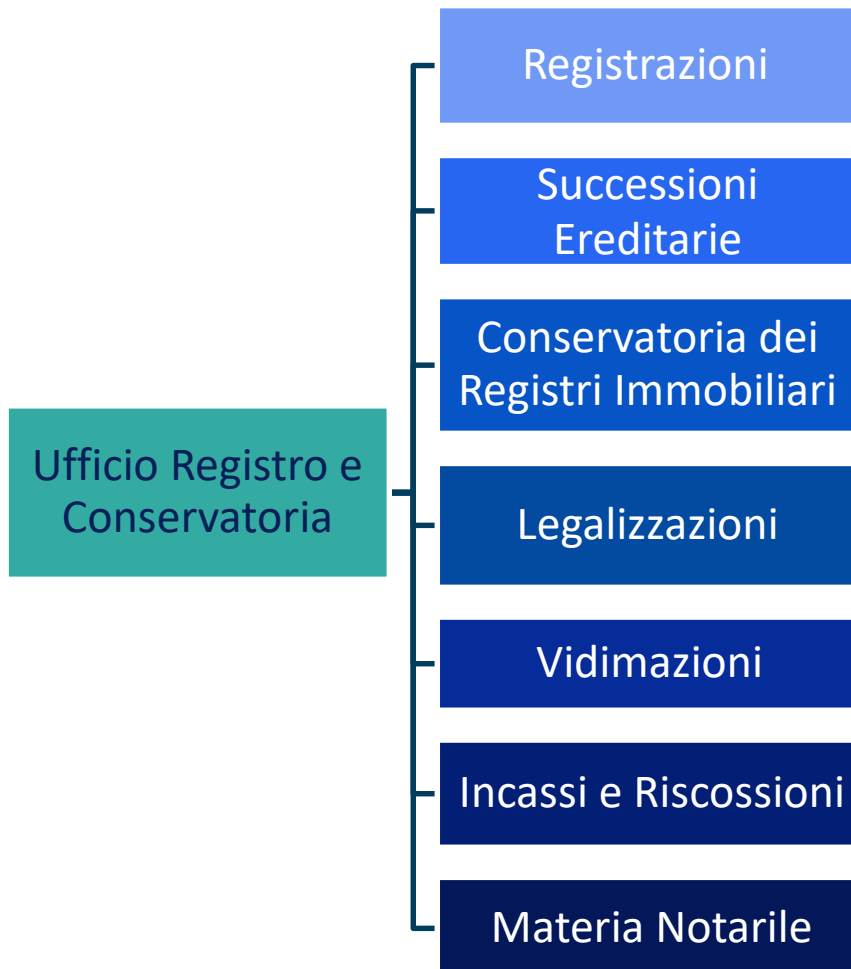 Registrazioni
Successioni
Ereditarie
Conservatoria dei
Registri Immobiliari
Ufficio Registro e
Conservatoria
Legalizzazioni
Vidimazioni
Incassi e Riscossioni
Materia Notarile